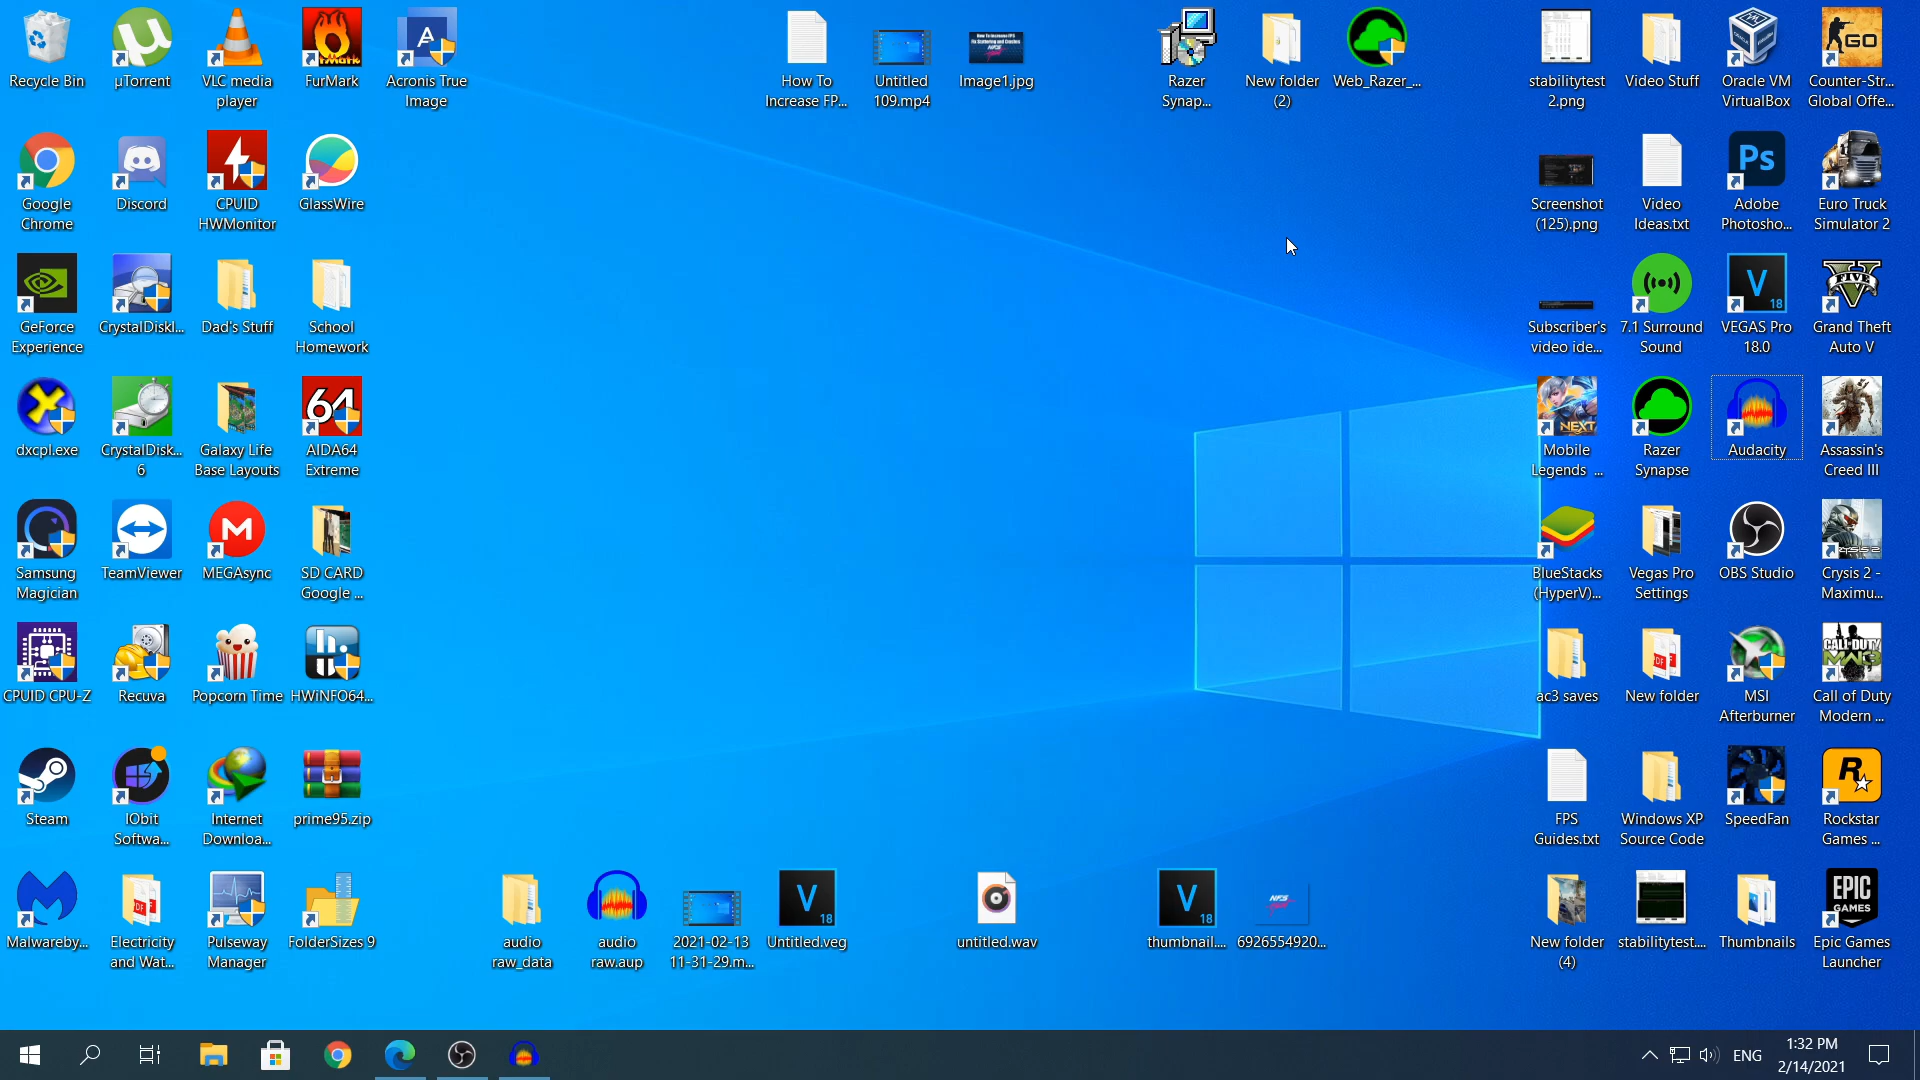 Recycle Bin
µTorrent
VLC media
player
FurMark
Acronis True
Image
How To
Increase FP...
Untitled
109.mp4
Image1.jpg
Razer
Synap...
New folder
(2)
Web_Razer_...
stabilitytest
2.png
Video Stuff
Oracle VM
VirtualBox
Counter-Str...
Global Offe...
Google
Chrome
Discord
CPUID
HWMonitor
GlassWire
Screenshot
(125).png
Video
Ideas.txt
Adobe
Photosho...
Euro Truck
Simulator 2
GeForce
Experience
CrystalDiskI...
Dad's Stuff
School
Homework
Subscriber's
video ide...
7.1 Surround
Sound
VEGAS Pro
18.0
Grand Theft
Auto V
dxcpl.exe
CrystalDisk...
6
Galaxy Life
Base Layouts
AIDA64
Extreme
Mobile
Legends ...
Razer
Synapse
Audacity
Assassin's
Creed III
Samsung
Magician
TeamViewer
MEGAsync
SD CARD
Google ...
BlueStacks
(HyperV)...
Vegas Pro
Settings
OBS Studio
Crysis 2 -
Maximu...
CPUID CPU-Z
Recuva
Popcorn Time
HWiNFO64...
ac3 saves
New folder
MSI
Afterburner
Call of Duty
Modern ...
Steam
IObit
Softwa...
Internet
Downloa...
prime95.zip
FPS
Guides.txt
Windows XP
Source Code
SpeedFan
Rockstar
Games ...
Malwareby...
Electricity
and Wat...
Pulseway
Manager
FolderSizes 9
audio
raw_data
audio
raw.aup
2021-02-13
11-31-29.m...
Untitled.veg
untitled.wav
thumbnail....
6926554920...
New folder
(4)
stabilitytest....
Thumbnails
Epic Games
Launcher
ENG
1:32 PM
2/14/2021